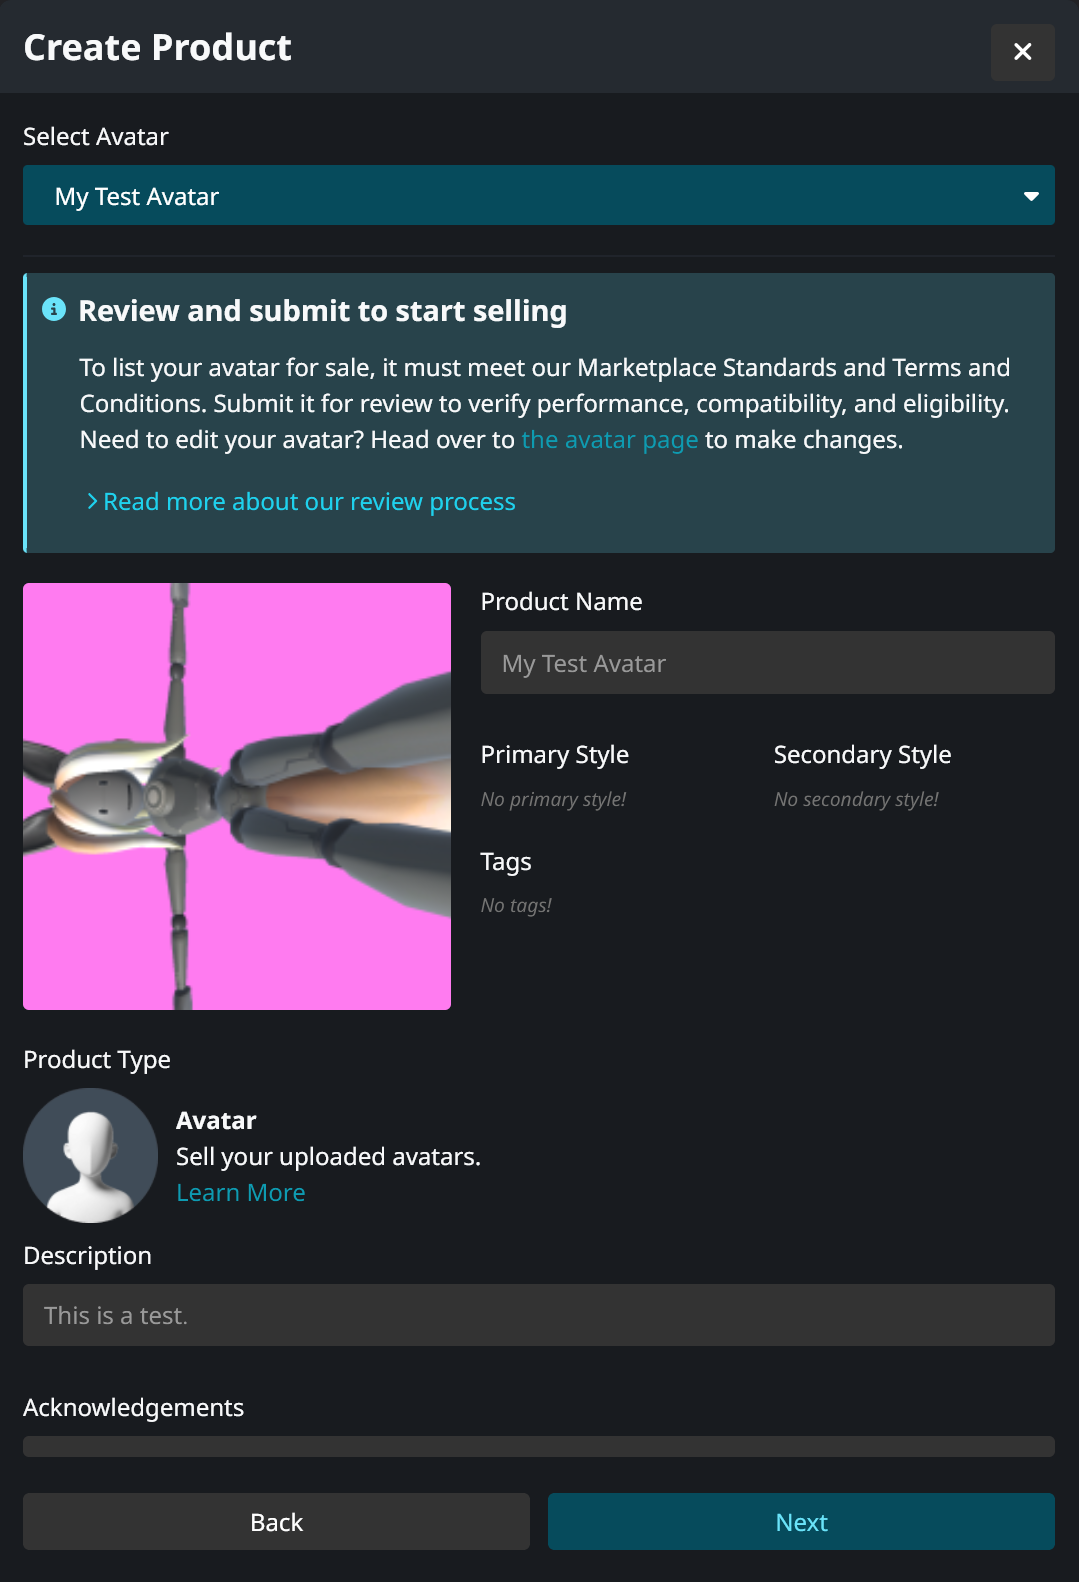 Create Product
Select Avatar
My Test Avatar
Review and submit to start selling
To list your avatar for sale, it must meet our Marketplace Standards and Terms and
Conditions. Submit it for review to verify performance, compatibility, and eligibility.
Need to edit your avatar? Head over to the avatar page to make changes.
Read more about our review process
Product Name
My Test Avatar
Primary Style
Secondary Style
No primary style!
No secondary style!
Tags
No tags!
Product Type
Avatar
Sell your uploaded avatars.
Learn More
Description
This is a test.
Acknowledgements
Back
Next